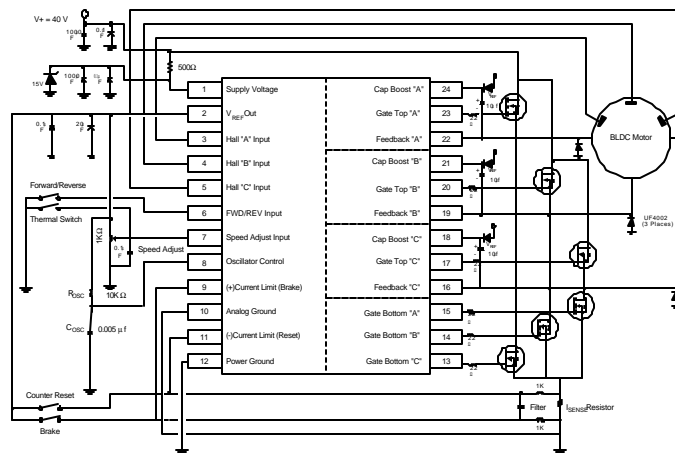 V+ = 40 V
500Ω
15V
1 Supply Voltage
2 VREF Out
3 Hall "A" Input
4 Hall "B" Input
5 Hall "C" Input
6 FWD/REV Input
7 Speed Adjust Input
8 Oscillator Control
9 (+)Current Limit (Brake)
10 Analog Ground
11 (-)Current Limit (Reset)
12 Power Ground
Cap Boost "A" 24
Gate Top "A" 23
Feedback "A" 22
Cap Boost "B" 21
Gate Top "B" 20
Feedback "B" 19
Cap Boost "C" 18
Gate Top "C" 17
Feedback "C" 16
Gate Bottom "A" 15
Gate Bottom "B" 14
Gate Bottom "C" 13
BLDC Motor
UF4002
(3 Places)
Forward/Reverse
Thermal Switch
1KΩ
Speed Adjust
10KΩ
ROSC
COSC
0.005 μf
Counter Reset
Brake
1K
Filter
ISENSE Resistor
1K